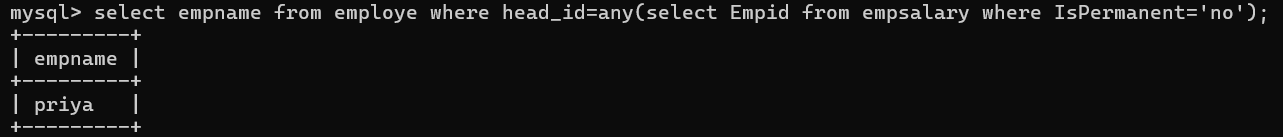 mysql> select empname from employe where head_id=any(select Empid from empsalary where IsPermanent='no');
+---------+
| empname |
+---------+
| priya   |
+---------+